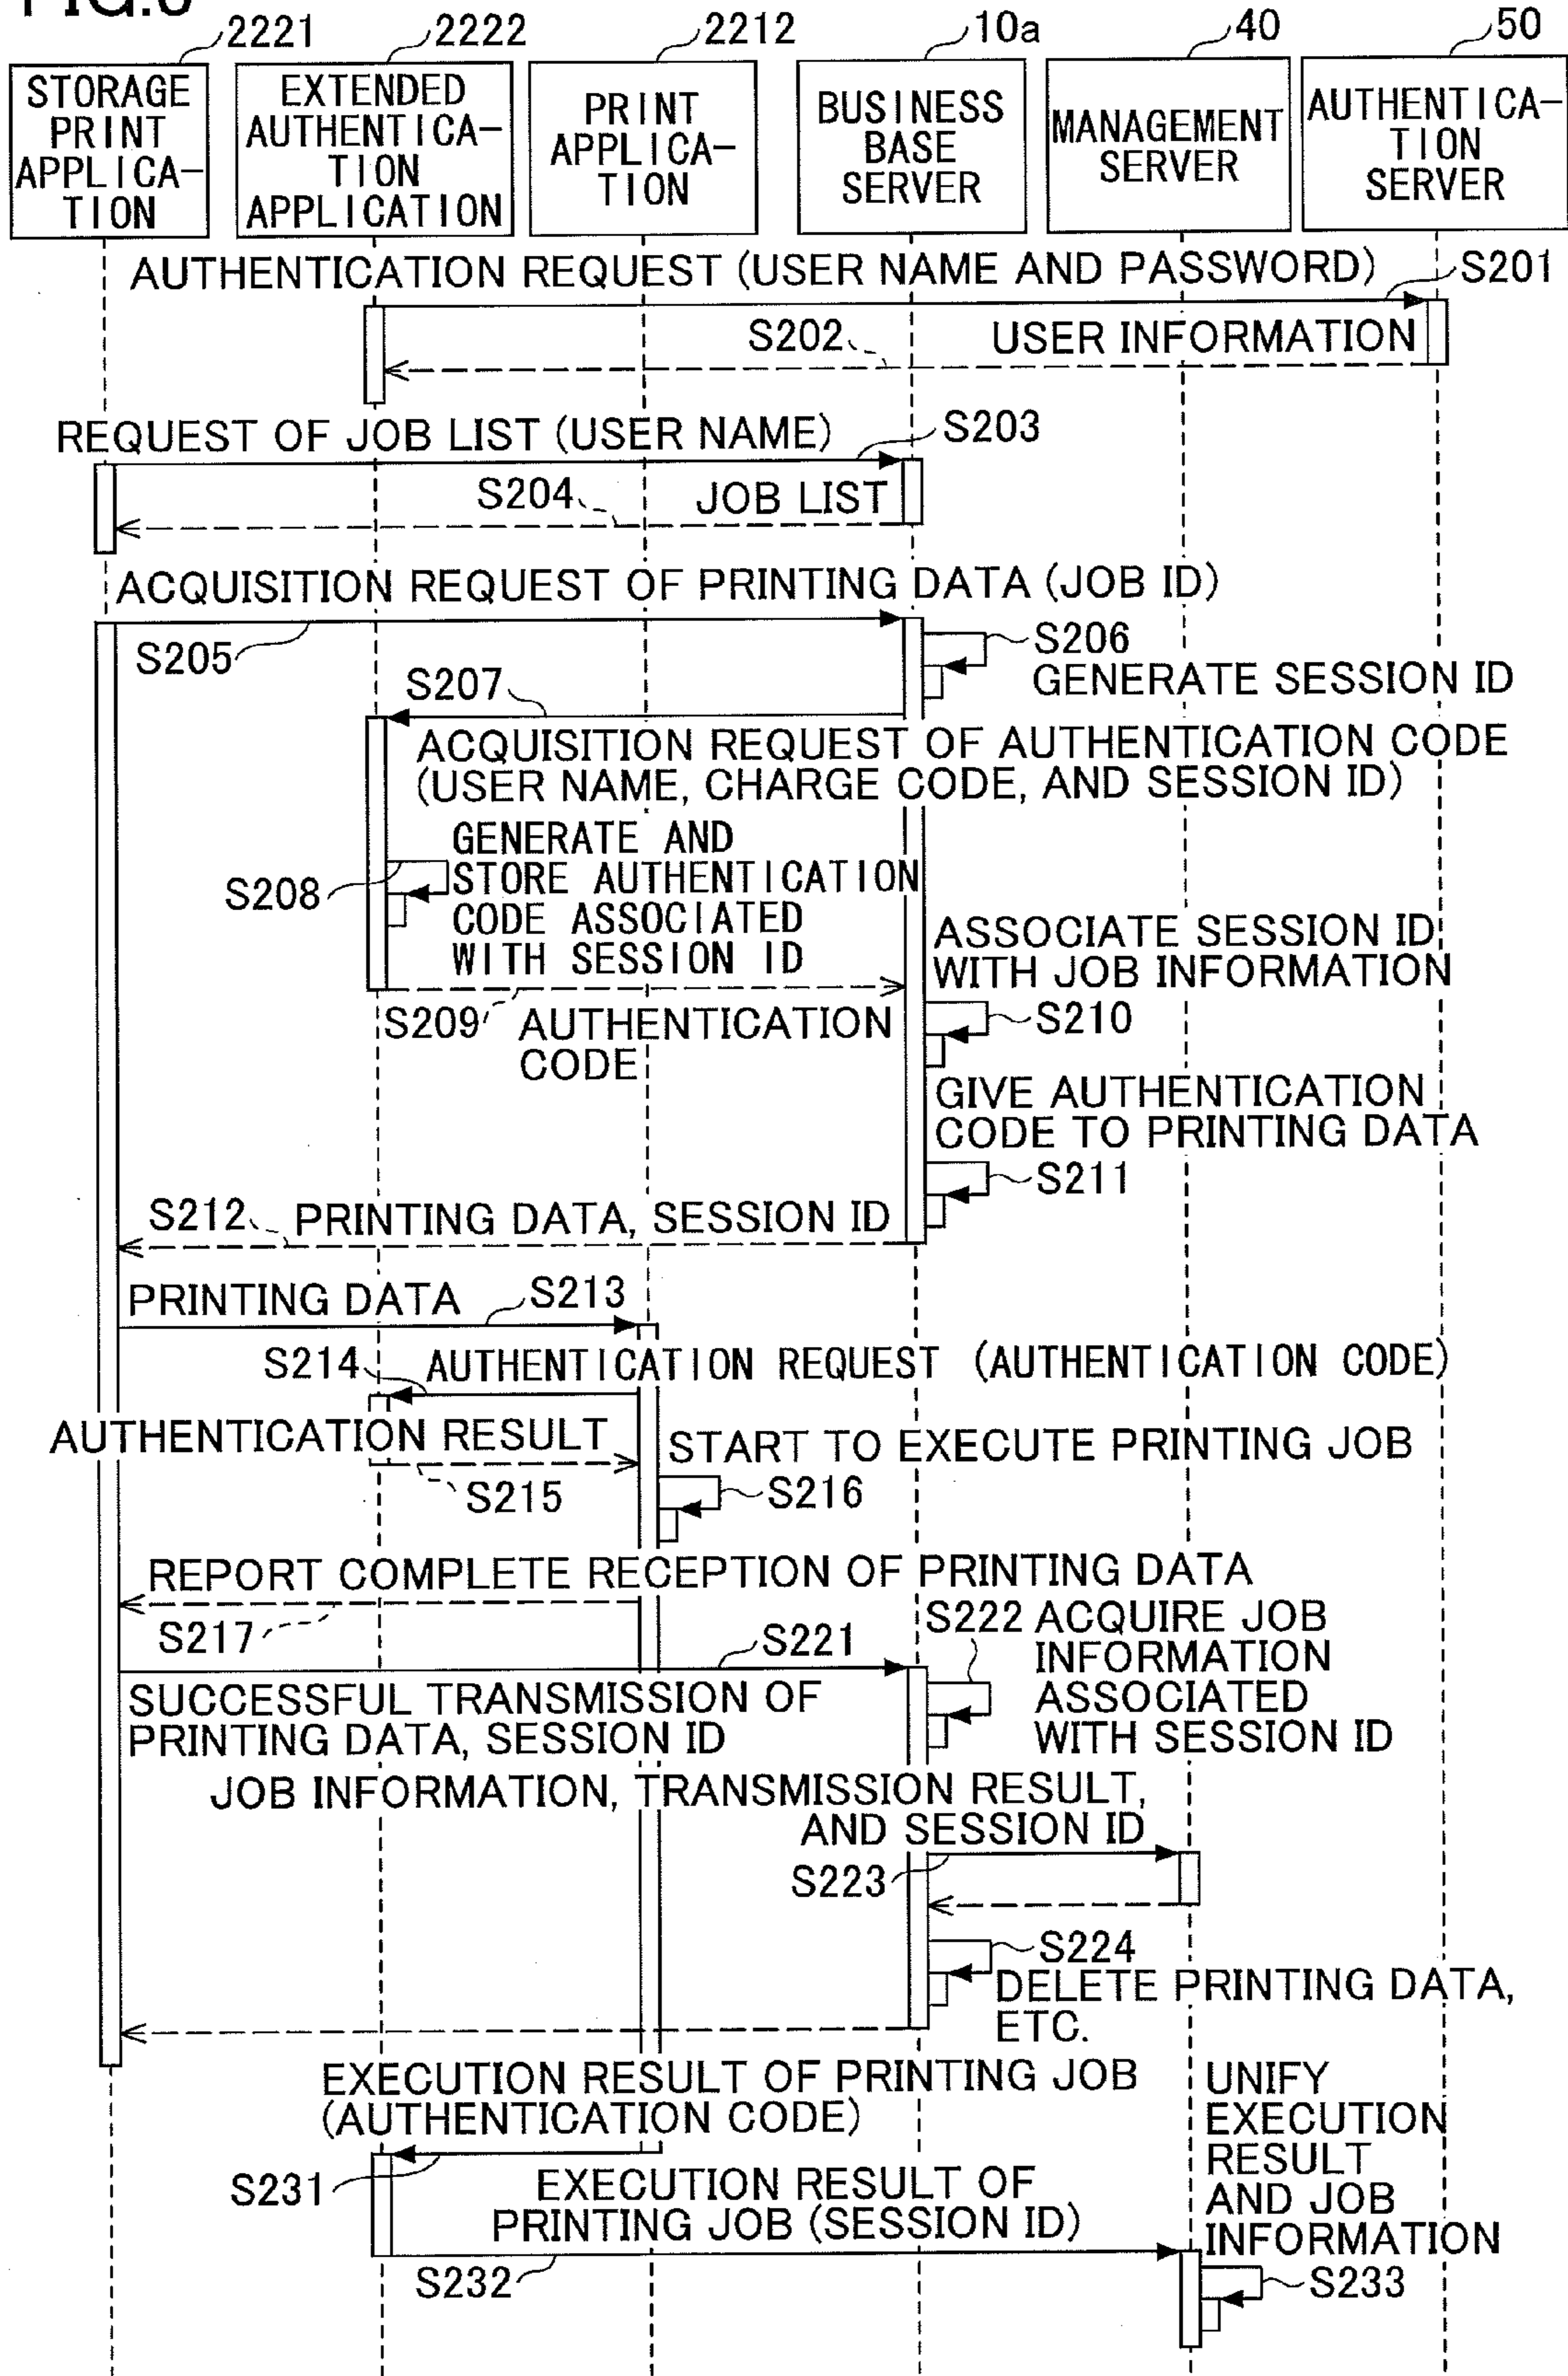 2221
2222
2212
10a
40
50
STORAGE
PRINT
APPLICA-
TION
EXTENDED
AUTHENTICA-
TION
APPLICATION
PRINT
APPLICA-
TION
BUSINESS
BASE
SERVER
MANAGEMENT
SERVER
AUTHENTICA-
TION
SERVER
AUTHENTICATION REQUEST (USER NAME AND PASSWORD)
S201
S202
USER INFORMATION
REQUEST OF JOB LIST (USER NAME)
S203
S204
JOB LIST
ACQUISITION REQUEST OF PRINTING DATA (JOB ID)
S205
S206
GENERATE SESSION ID
S207
ACQUISITION REQUEST OF AUTHENTICATION CODE
(USER NAME, CHARGE CODE, AND SESSION ID)
S208
GENERATE AND
STORE AUTHENTICATION
CODE ASSOCIATED
WITH SESSION ID
S209
AUTHENTICATION
CODE
ASSOCIATE SESSION ID
WITH JOB INFORMATION
S210
GIVE AUTHENTICATION
CODE TO PRINTING DATA
S211
S212
PRINTING DATA, SESSION ID
PRINTING DATA
S213
S214
AUTHENTICATION REQUEST (AUTHENTICATION CODE)
AUTHENTICATION RESULT
S215
START TO EXECUTE PRINTING JOB
S216
REPORT COMPLETE RECEPTION OF PRINTING DATA
S217
S221
SUCCESSFUL TRANSMISSION OF
PRINTING DATA, SESSION ID
S222
ACQUIRE JOB
INFORMATION
ASSOCIATED
WITH SESSION ID
JOB INFORMATION, TRANSMISSION RESULT,
AND SESSION ID
S223
S224
DELETE PRINTING DATA,
ETC.
EXECUTION RESULT OF PRINTING JOB
(AUTHENTICATION CODE)
S231
EXECUTION RESULT OF
PRINTING JOB (SESSION ID)
S232
UNIFY
EXECUTION
RESULT
AND JOB
INFORMATION
S233